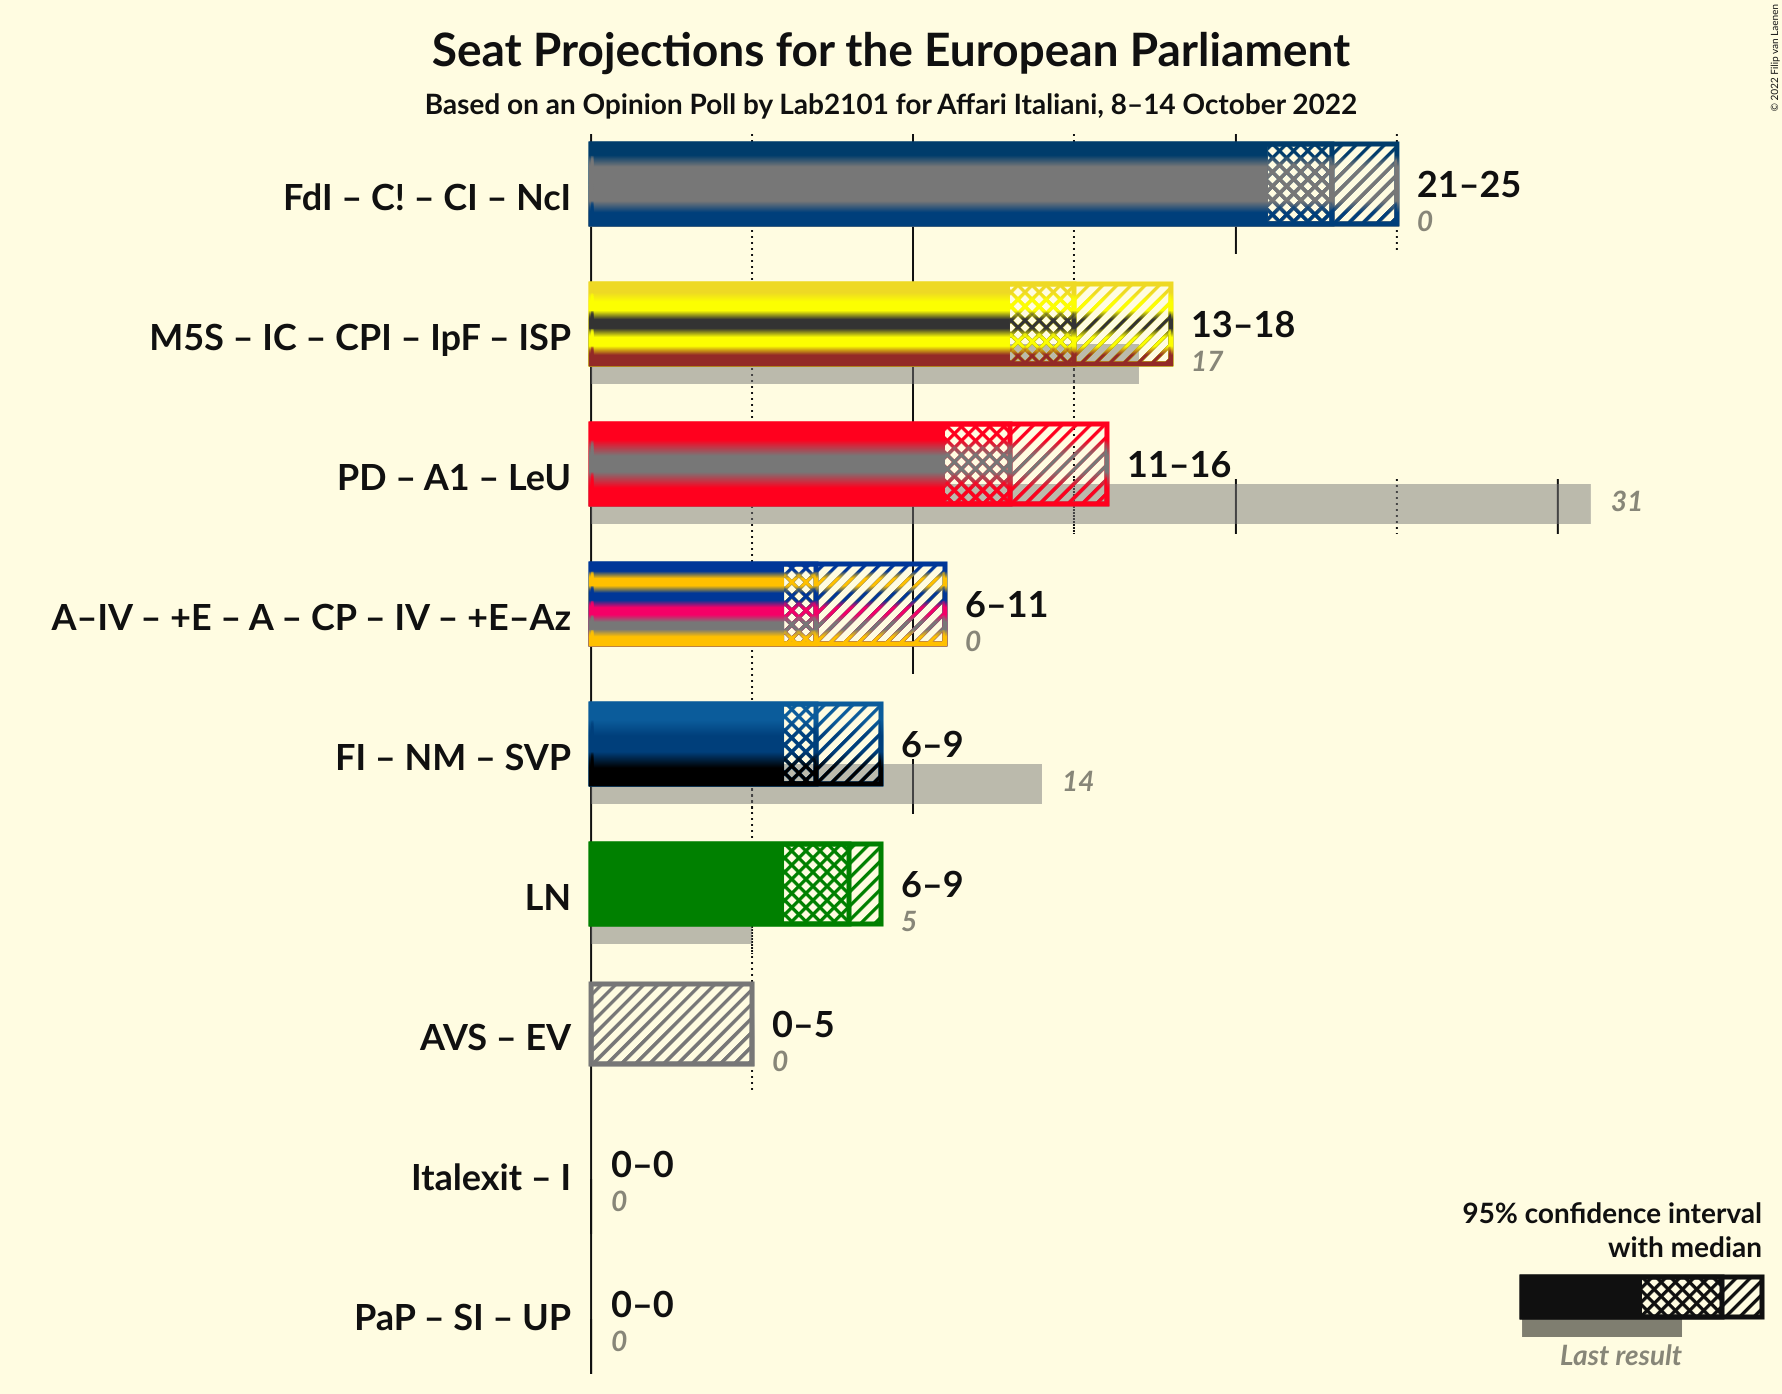 Seat Projections for the European Parliament
Based on an Opinion Poll by Lab2101 for Affari Italiani, 8–14 October 2022
© 2022 Filip van Laenen
FdI – C! – CI – NcI
21–25
0
M5S – IC – CPI – IpF – ISP
13–18
17
PD – A1 – LeU
11–16
31
A–IV – +E – A – CP – IV – +E–Az
6–11
0
FI – NM – SVP
6–9
14
LN
6–9
5
AVS – EV
0–5
0
Italexit – I
0–0
0
PaP – SI – UP
0–0
0
95% confidence interval
with median
Last result